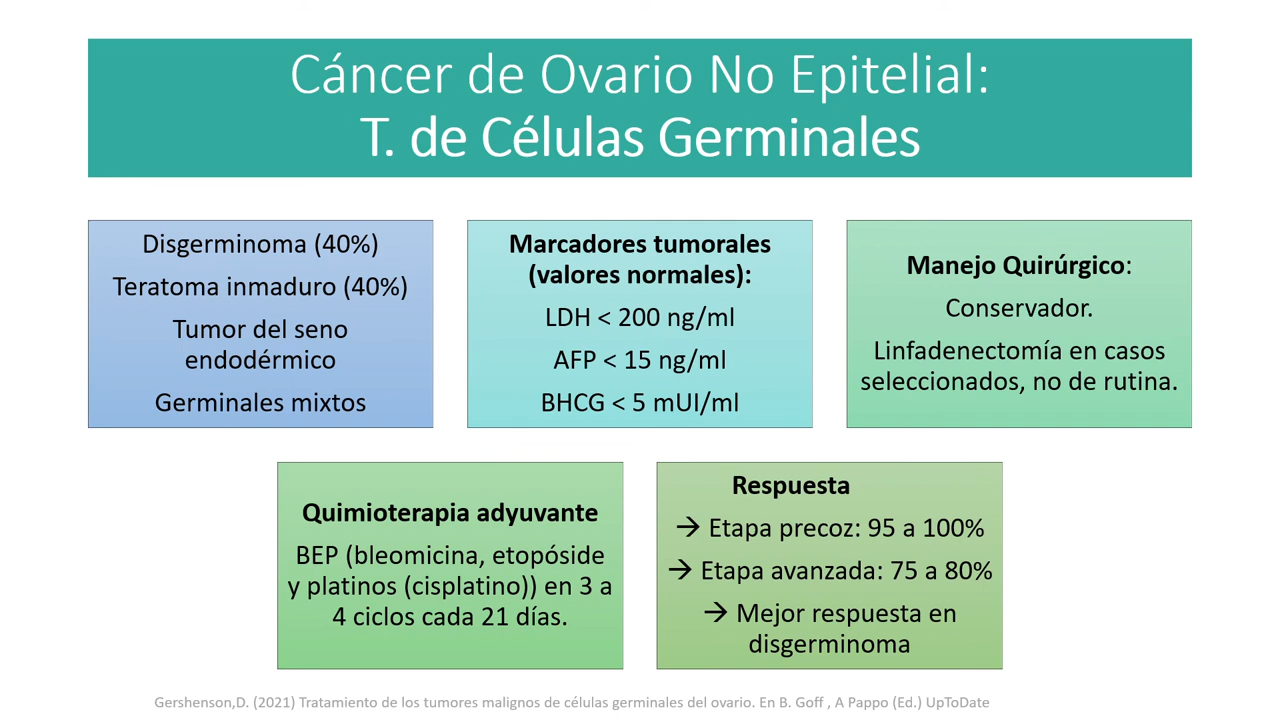 Cáncer de Ovario No Epitelial:
T. de Células Germinales
Disgerminoma (40%)
Teratoma inmaduro (40%)
Tumor del seno
endodérmico
Germinales mixtos
Marcadores tumorales
(valores normales):
LDH < 200 ng/ml
AFP < 15 ng/ml
BHCG < 5 mUI/ml
Manejo Quirúrgico:
Conservador.
Linfadenectomía en casos
seleccionados, no de rutina.
Quimioterapia adyuvante
BEP (bleomicina, etopóside
y platinos (cisplatino)) en 3 a
4 ciclos cada 21 días.
Respuesta
→ Etapa precoz: 95 a 100%
→ Etapa avanzada: 75 a 80%
→ Mejor respuesta en
disgerminoma
Gershenson,D. (2021) Tratamiento de los tumores malignos de células germinales del ovario. En B. Goff , A Pappo (Ed.) UpToDate